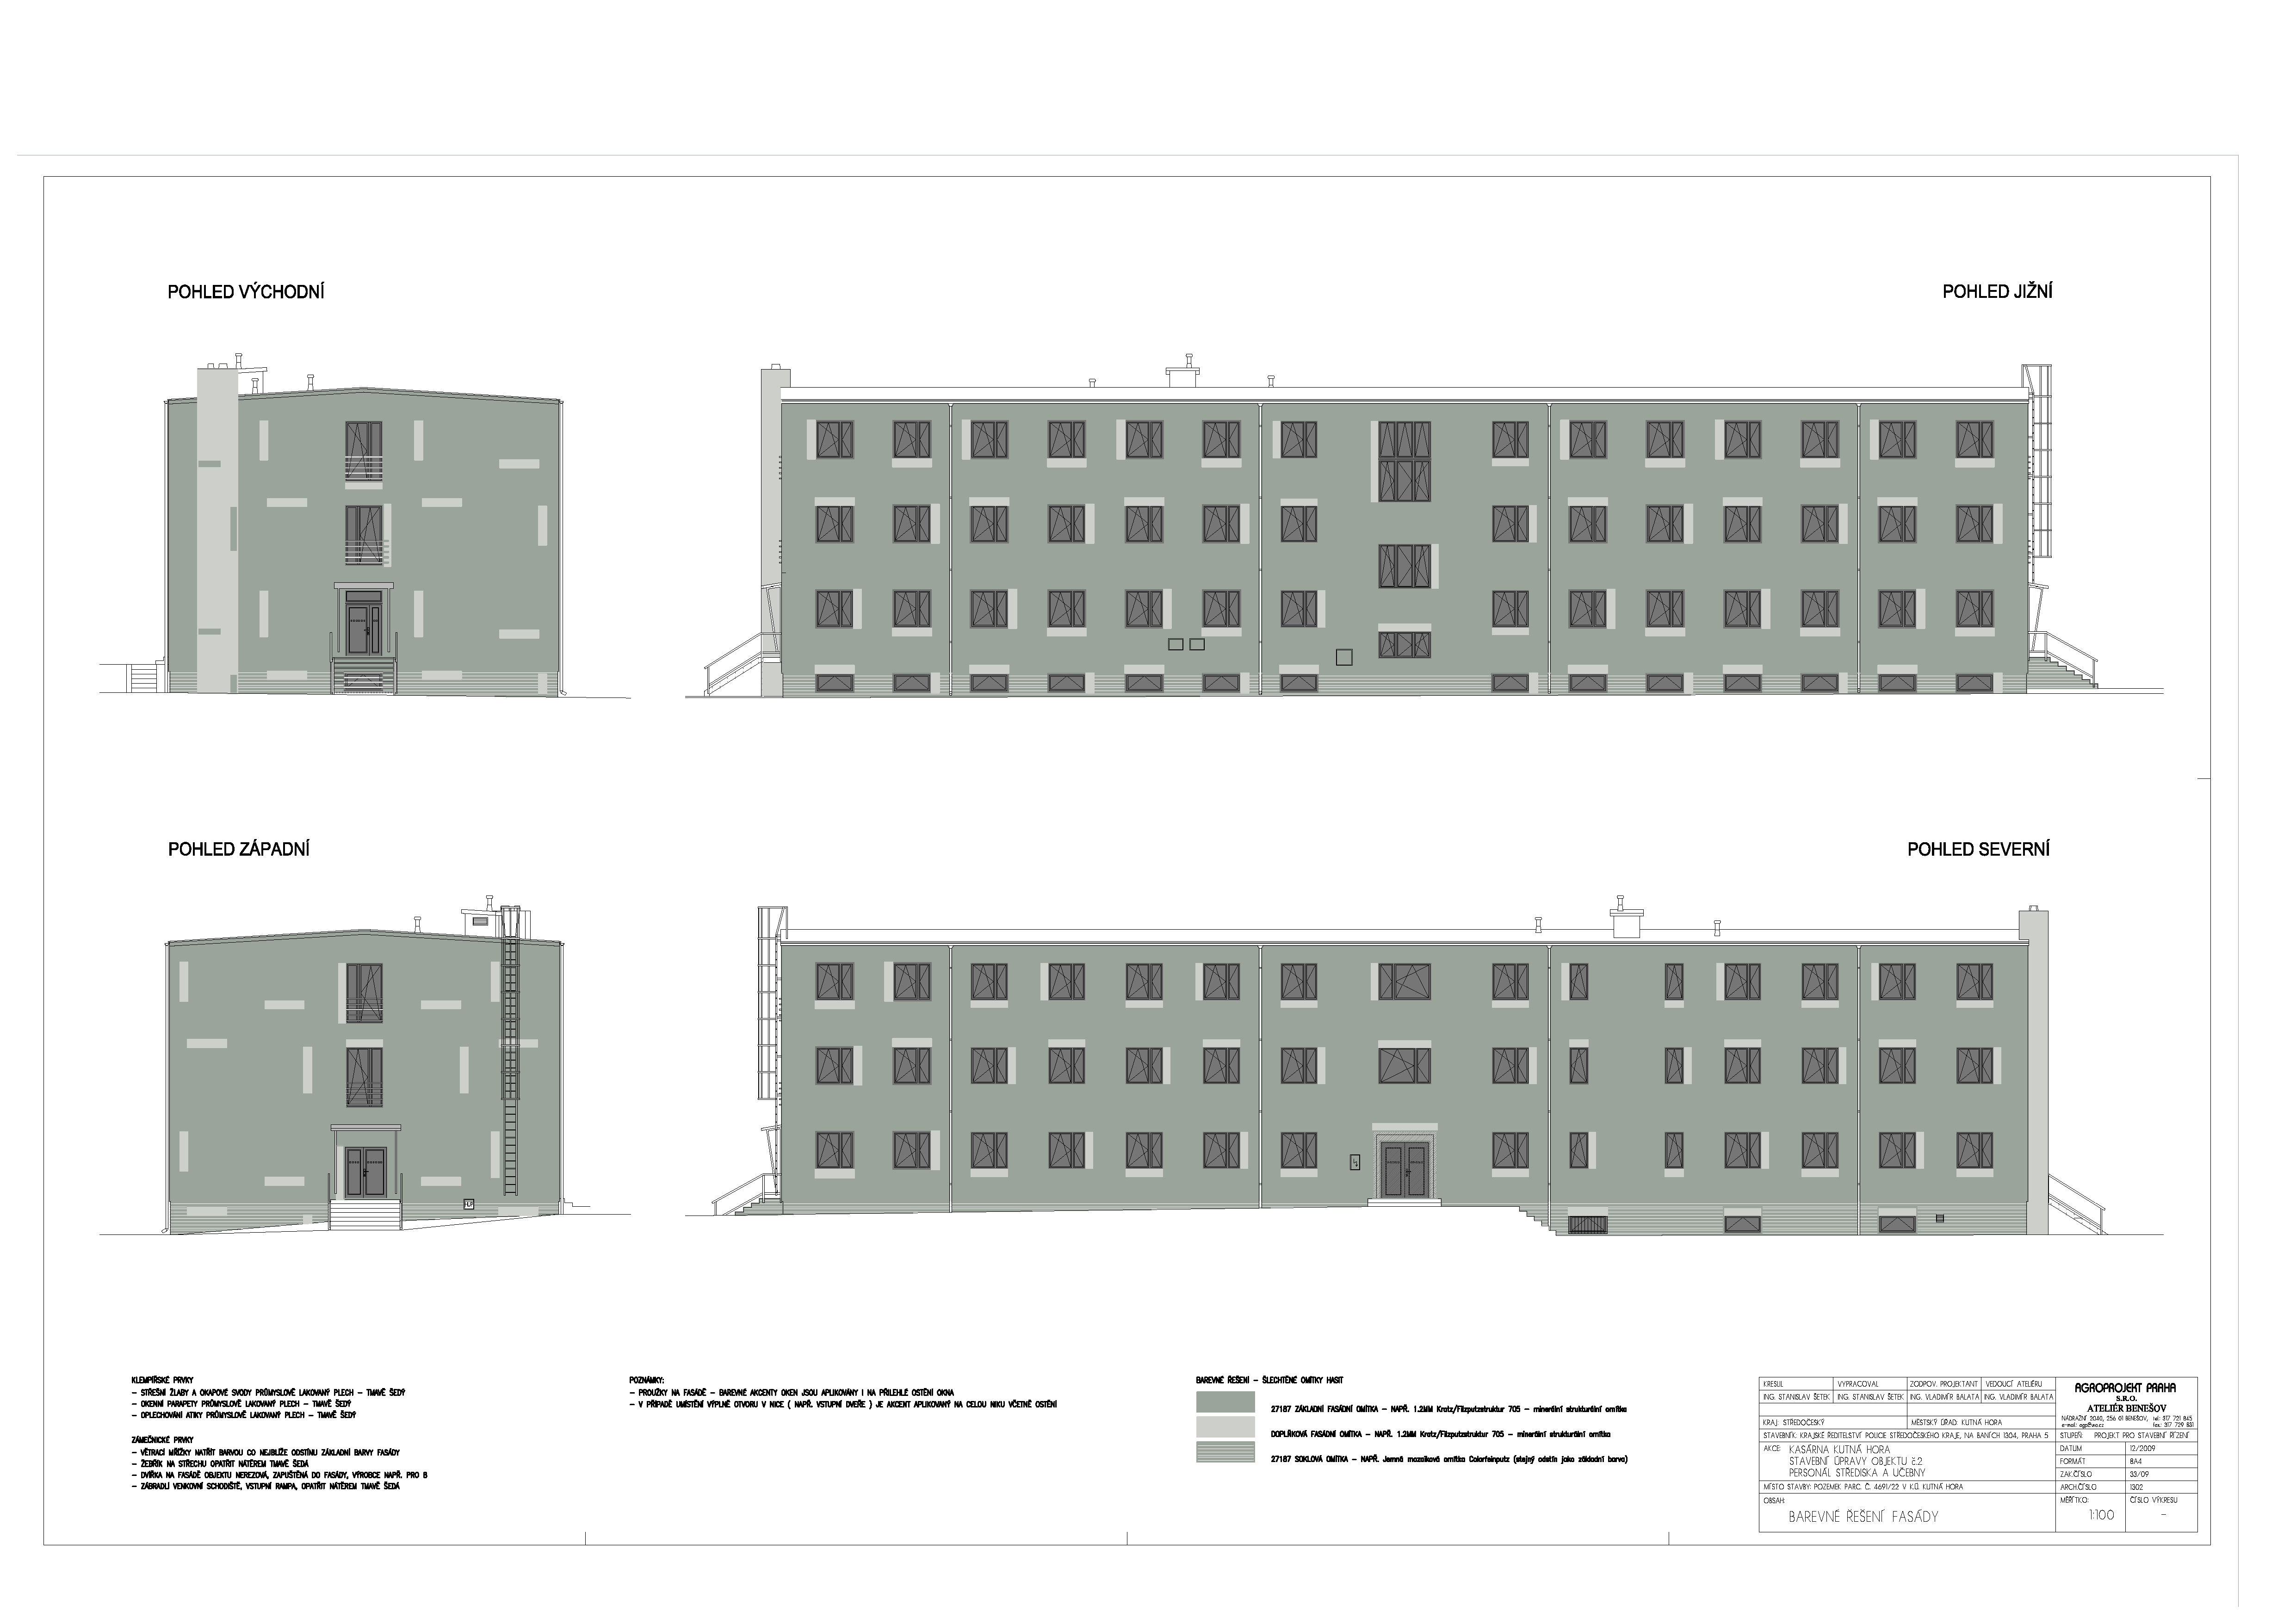 POHLED VÝCHODNÍ
POHLED JIŽNÍ
POHLED ZÁPADNÍ
POHLED SEVERNÍ
KLEMPÍŘSKÉ PRVKY
– STŘEŠNÍ ŽLABY A OKAPOVÉ SVODY PRŮMYSLOVĚ LAKOVANÝ PLECH – TMAVĚ ŠEDÝ
– OKENNÍ PARAPETY PRŮMYSLOVĚ LAKOVANÝ PLECH – TMAVĚ ŠEDÝ
– OPLECHOVÁNÍ ATIKY PRŮMYSLOVĚ LAKOVANÝ PLECH – TMAVĚ ŠEDÝ
ZÁMEČNICKÉ PRVKY
– VĚTRACÍ MŘÍŽKY NATŘÍT BARVOU CO NEJBLÍŽE ODSTÍNU ZÁKLADNÍ BARVY FASÁDY
– ŽEBŘÍK NA STŘECHU OPATŘIT NÁTĚREM TMAVĚ ŠEDÁ
– DVÍŘKA NA FASÁDĚ OBJEKTU NEREZOVÁ, ZAPUŠTĚNÁ DO FASÁDY, VÝROBCE NAPŘ. PRO B
– ZÁBRADLÍ VENKOVNÍ SCHODIŠTĚ, VSTUPNÍ RAMPA, OPATŘIT NÁTĚREM TMAVĚ ŠEDÁ
POZNÁMKY:
– PROUŽKY NA FASÁDĚ – BAREVNÉ AKCENTY OKEN JSOU APLIKOVÁNY I NA PŘILEHLÉ OSTĚNÍ OKNA
– V PŘÍPADĚ UMÍSTĚNÍ VÝPLNĚ OTVORU V NICE ( NAPŘ. VSTUPNÍ DVEŘE ) JE AKCENT APLIKOVANÝ NA CELOU NIKU VČETNĚ OSTĚNÍ
BAREVNÉ ŘEŠENÍ – ŠLECHTĚNÉ OMÍTKY HASIT
27187 ZÁKLADNÍ FASÁDNÍ OMÍTKA – NAPŘ. 1.2MM Kratz/Filzputzstruktur 705 – minerální strukturální omítka
DOPLŇKOVÁ FASÁDNÍ OMÍTKA – NAPŘ. 1.2MM Kratz/Filzputzstruktur 705 – minerální strukturální omítka
27187 SOKLOVÁ OMÍTKA – NAPŘ. Jemná mozaiková omítka Colorfeinputz (stejný odstín jako základní barva)
KRESLIL VYPRACOVAL ZODPOV. PROJEKTANT VEDOUCÍ ATELIÉRU
ING. STANISLAV ŠETEK ING. STANISLAV ŠETEK ING. VLADIMÍR BALATA ING. VLADIMÍR BALATA
AGROPROJEKT PRAHA
S.R.O.
ATELIÉR BENEŠOV
NÁDRAŽNÍ 2040, 256 01 BENEŠOV, tel: 317 721 845
KRAJ: STŘEDOČESKÝ MĚSTSKÝ ÚŘAD: KUTNÁ HORA
STAVEBNÍK: KRAJSKÉ ŘEDITELSTVÍ POLICIE STŘEDOČESKÉHO KRAJE, NA BANÍCH 1304, PRAHA 5
STUPEŇ: PROJEKT PRO STAVEBNÍ ŘÍZENÍ
AKCE: KASÁRNA KUTNÁ HORA
STAVEBNÍ ÚPRAVY OBJEKTU č.2
PERSONÁL STŘEDISKA A UČEBNY
DATUM 12/2009
FORMÁT 8A4
ZAK.ČÍSLO 33/09
MÍSTO STAVBY: POZEMEK PARC. Č. 4691/22 V K.Ú. KUTNÁ HORA
ARCH.ČÍSLO 1302
OBSAH:
BAREVNÉ ŘEŠENÍ FASÁDY
MĚŘÍTKO: ČÍSLO VÝKRESU
1:100 –